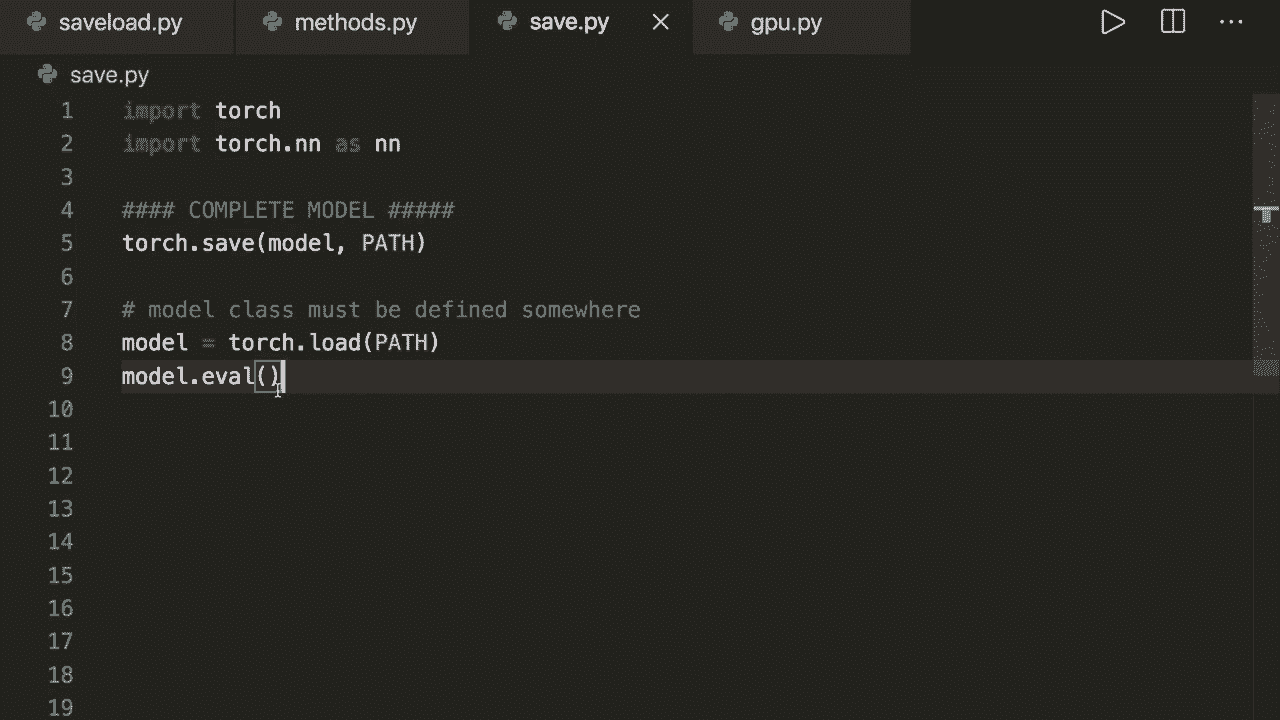 saveload.py methods.py save.py gpu.py
save.py
1 import torch
2 import torch.nn as nn
3
4 #### COMPLETE MODEL #####
5 torch.save(model, PATH)
6
7 # model class must be defined somewhere
8 model = torch.load(PATH)
9 model.eval()
10
11
12
13
14
15
16
17
18
19